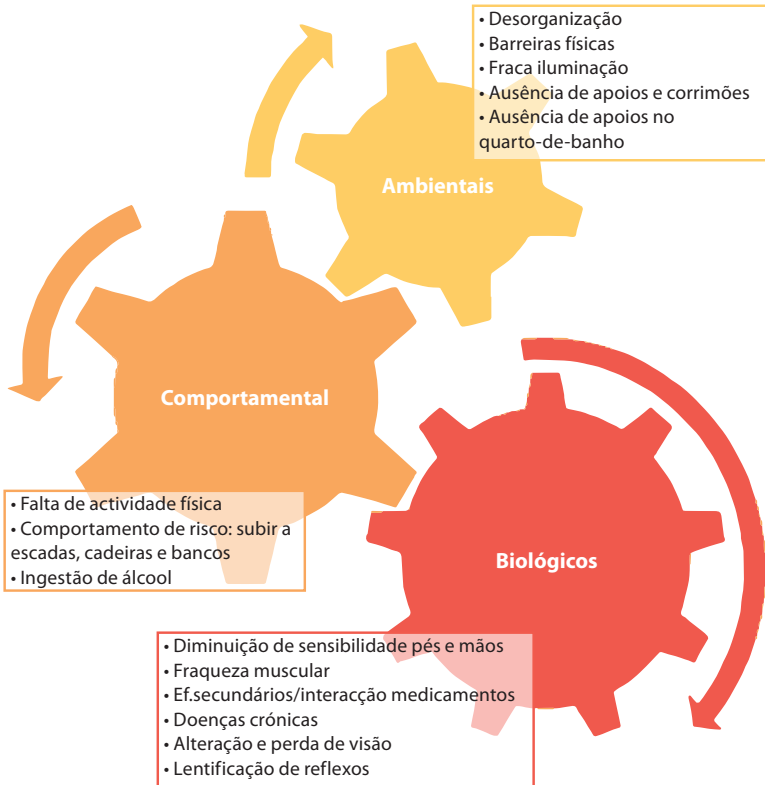 • Desorganização
• Barreiras físicas
• Fraca iluminação
• Ausência de apoios e corrimões
• Ausência de apoios no
quarto-de-banho
Ambientais
Comportamental
• Falta de actividade física
• Comportamento de risco: subir a
escadas, cadeiras e bancos
• Ingestão de álcool
Biológicos
• Diminuição de sensibilidade pés e mãos
• Fraqueza muscular
• Ef.secundários/interacção medicamentos
• Doenças crónicas
• Alteração e perda de visão
• Lentificação de reflexos